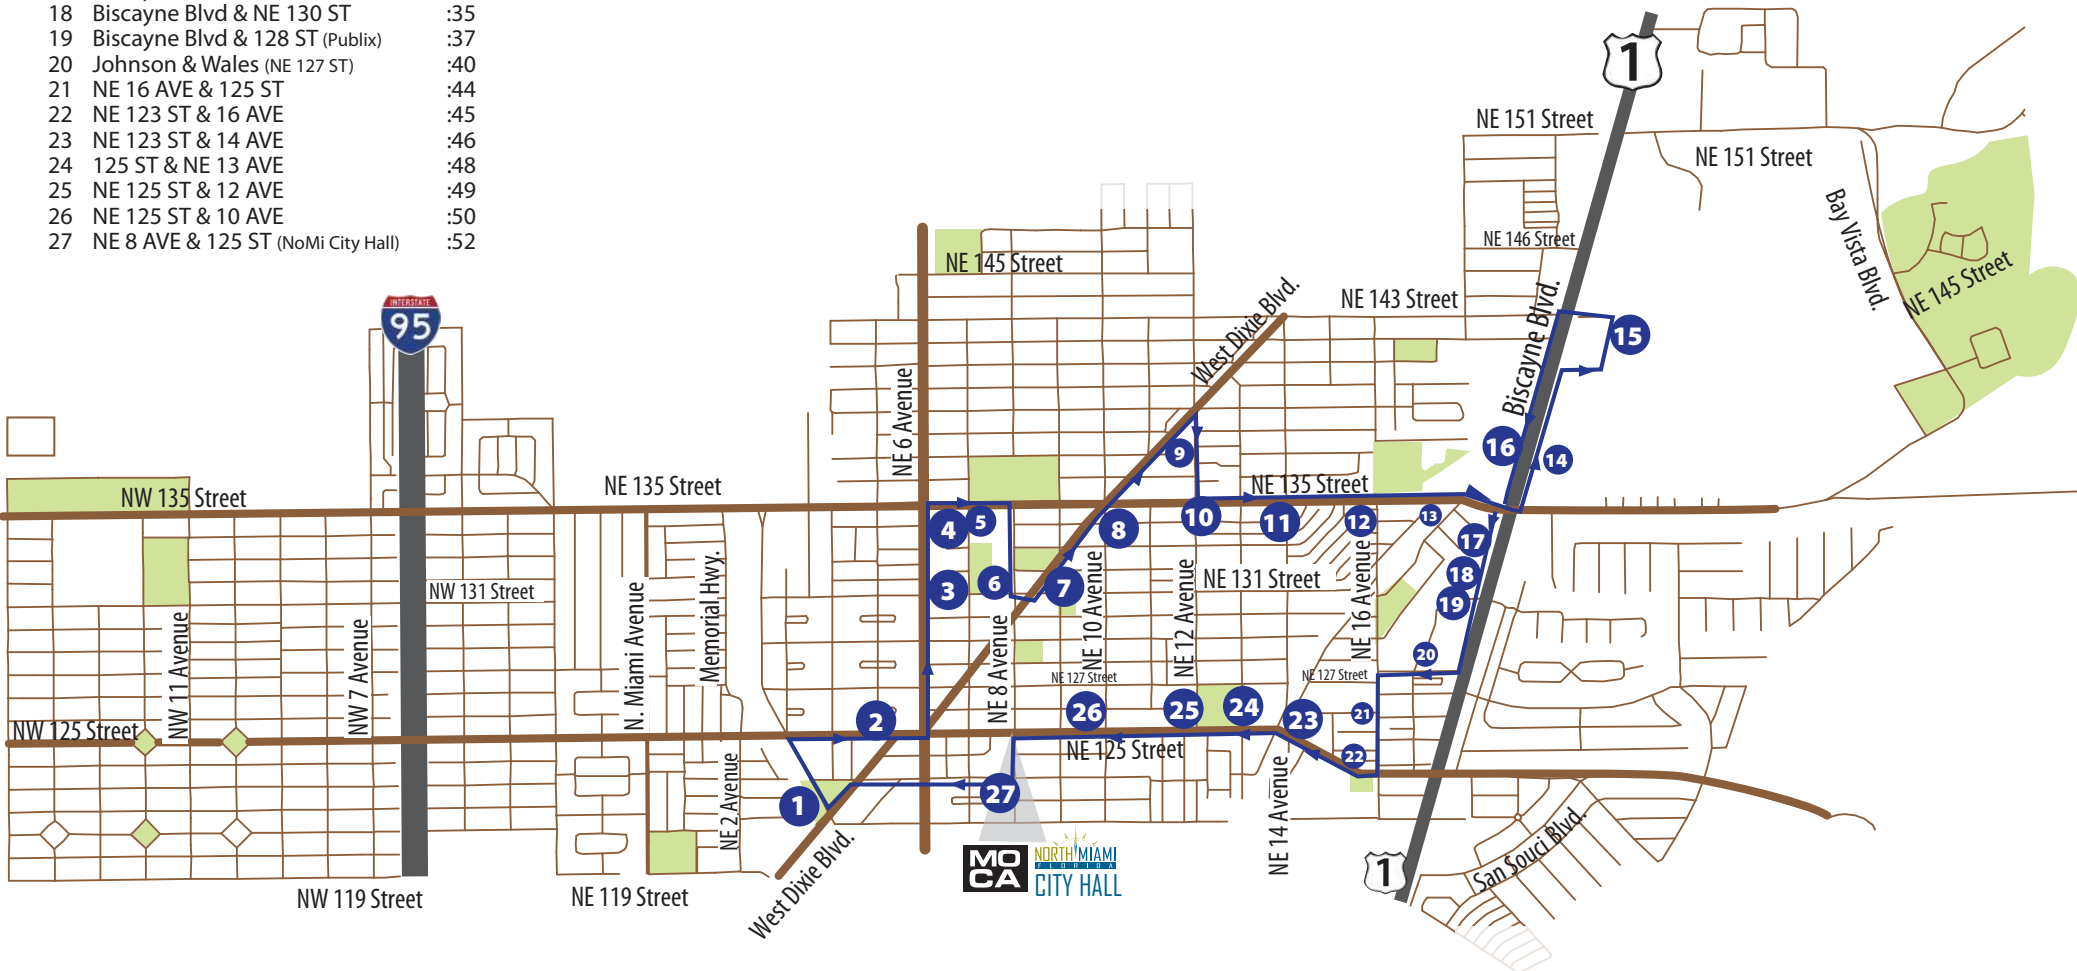 18 Biscayne Blvd & NE 130 ST :35
19 Biscayne Blvd & 128 ST (Publix) :37
20 Johnson & Wales (NE 127 ST) :40
21 NE 16 AVE & 125 ST :44
22 NE 123 ST & 16 AVE :45
23 NE 123 ST & 14 AVE :46
24 125 ST & NE 13 AVE :48
25 NE 125 ST & 12 AVE :49
26 NE 125 ST & 10 AVE :50
27 NE 8 AVE & 125 ST (NoMi City Hall) :52
1
NE 151 Street
NE 151 Street
Bay Vista Blvd.
NE 146 Street
NE 145 Street
NE 145 Street
INTERSTATE
95
NE 143 Street
West Dixie Blvd.
Biscayne Blvd.
15
NE 6 Avenue
16
14
9
NW 135 Street
NE 135 Street
NE 135 Street
4
5
8
10
11
12
13
17
NW 131 Street
NE 131 Street
3
6
7
18
19
NW 11 Avenue
NW 7 Avenue
N. Miami Avenue
Memorial Hwy.
NE 8 Avenue
NE 10 Avenue
NE 12 Avenue
NE 16 Avenue
20
NE 127 Street
NE 127 Street
NW 125 Street
2
26
25
24
23
21
NE 125 Street
22
1
27
NE 2 Avenue
NE 14 Avenue
West Dixie Blvd.
San Souci Blvd.
MO
CA
NORTH MIAMI
FLORIDA
CITY HALL
1
NW 119 Street
NE 119 Street